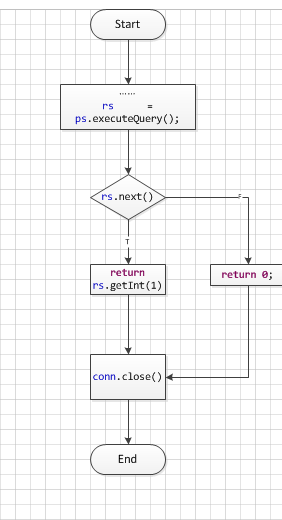 Start
......
rs =
ps.executeQuery();
rs.next()
F
T
return
rs.getInt(1)
return 0;
conn.close()
End